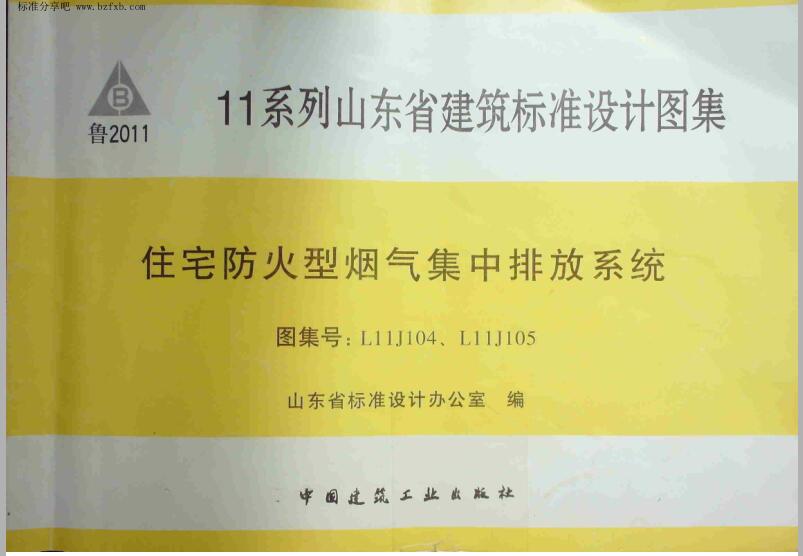 标准分享吧 www.bzfxb.com
B
鲁2011
11系列山东省建筑标准设计图集
住宅防火型烟气集中排放系统
图集号：L11J104、L11J105
山东省标准设计办公室 编
中国建筑工业出版社